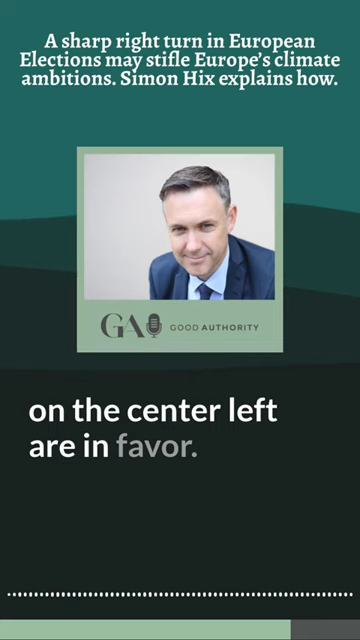 A sharp right turn in European
Elections may stifle Europe's climate
ambitions. Simon Hix explains how.
GA GOOD AUTHORITY
on the center left
are in favor.